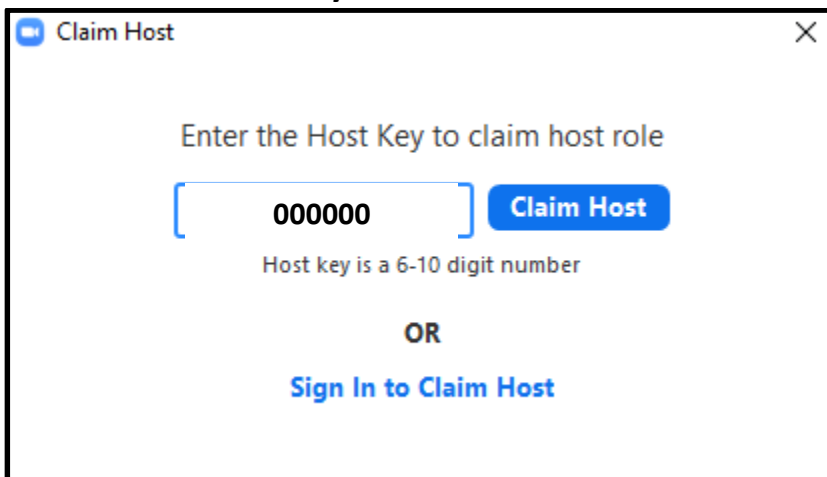 Claim Host
Enter the Host Key to claim host role
000000 Claim Host
Host key is a 6-10 digit number
OR
Sign In to Claim Host